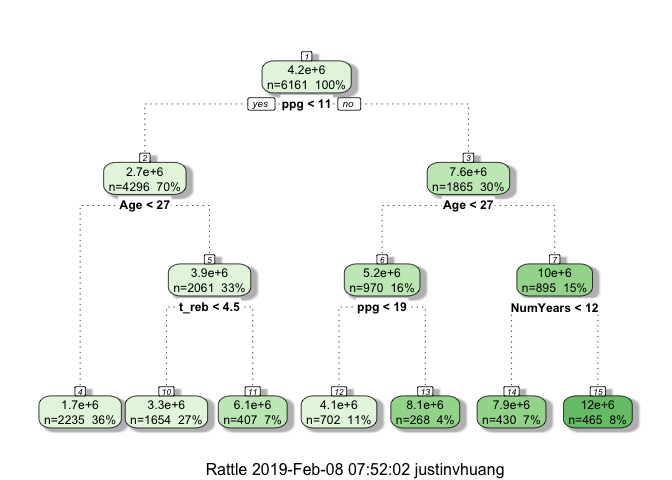 1
4.2e+6
n=6161 100%
yes ppg < 11 no
2
2.7e+6
n=4296 70%
Age < 27
3
7.6e+6
n=1865 30%
Age < 27
5
3.9e+6
n=2061 33%
t_reb < 4.5
6
5.2e+6
n=970 16%
ppg < 19
7
10e+6
n=895 15%
NumYears < 12
4
1.7e+6
n=2235 36%
10
3.3e+6
n=1654 27%
11
6.1e+6
n=407 7%
12
4.1e+6
n=702 11%
13
8.1e+6
n=268 4%
14
7.9e+6
n=430 7%
15
12e+6
n=465 8%
Rattle 2019-Feb-08 07:52:02 justinvhuang